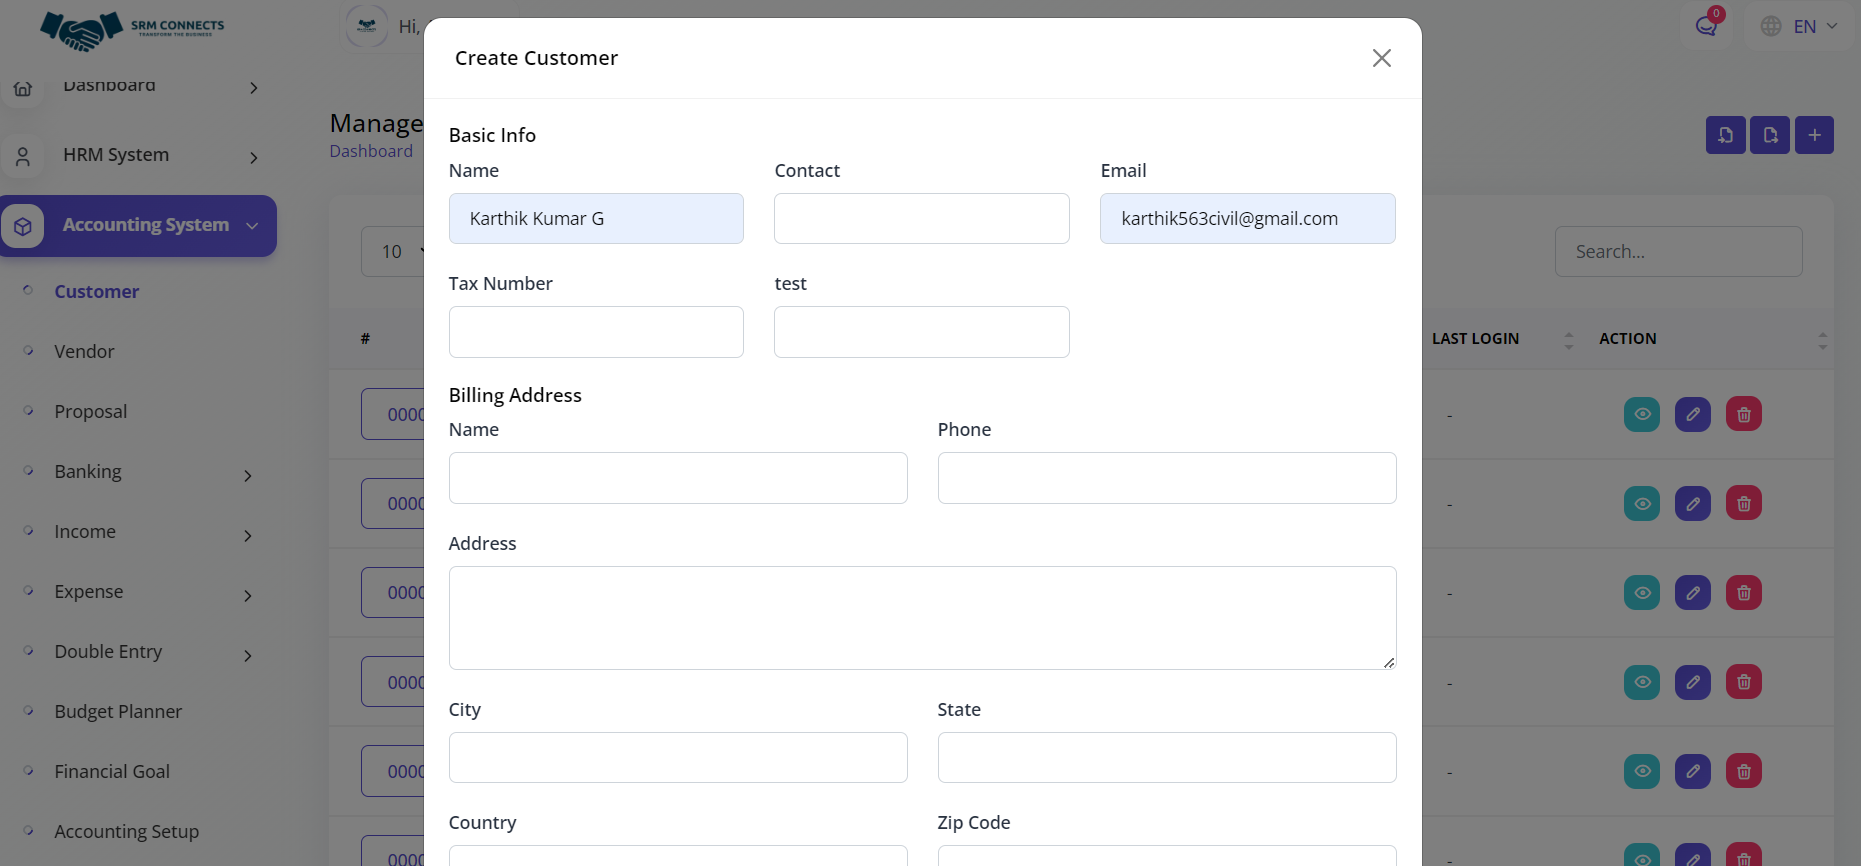 SRM CONNECTS
TRANSFORM THE BUSINESS
Hi,
0
EN
Dashboard
HRM System
Accounting System
Customer
Vendor
Proposal
Banking
Income
Expense
Double Entry
Budget Planner
Financial Goal
Accounting Setup
Manage
Dashboard
10
Search...
#
LAST LOGIN
ACTION
0000
-
0000
-
0000
-
0000
-
0000
-
0000
-
Create Customer
Basic Info
Name
Contact
Email
Karthik Kumar G
karthik563civil@gmail.com
Tax Number
test
Billing Address
Name
Phone
Address
City
State
Country
Zip Code